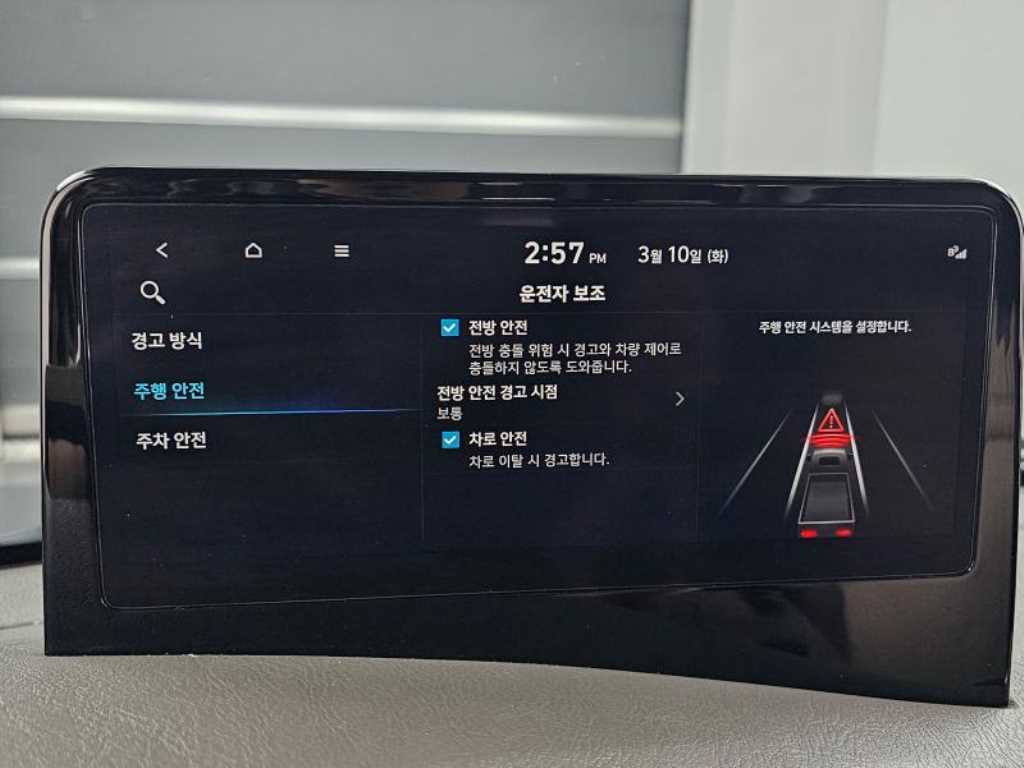 2:57 PM 3월 10일 (화)
운전자 보조
경고 방식
주행 안전
주차 안전
전방 안전
전방 충돌 위험 시 경고와 차량 제어로
충돌하지 않도록 도와줍니다.
전방 안전 경고 시점
보통
차로 안전
차로 이탈 시 경고합니다.
주행 안전 시스템을 설정합니다.